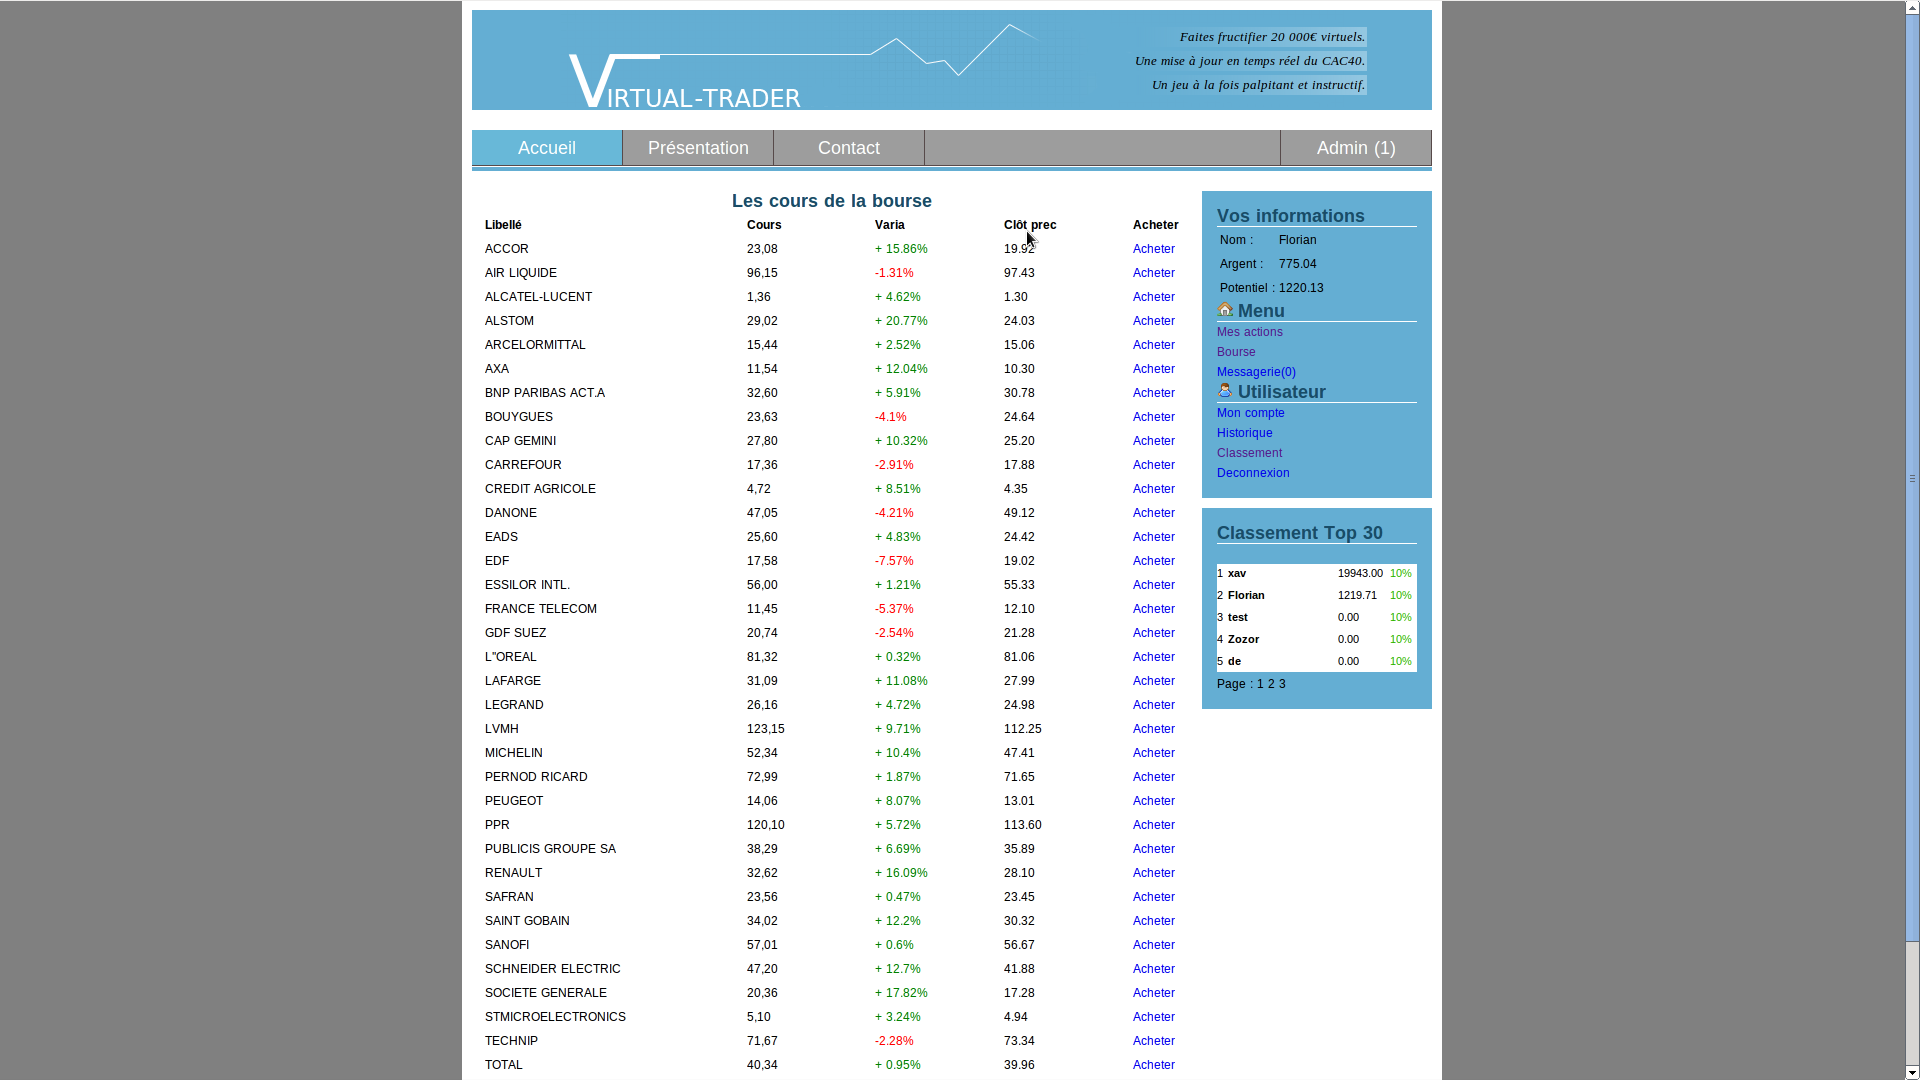 Faites fructifier 20 000€ virtuels.
Une mise à jour en temps réel du CAC40.
Un jeu à la fois palpitant et instructif.
VIRTUAL-TRADER
Accueil Présentation Contact Admin (1)
Les cours de la bourse
Libellé Cours Varia Clôt prec Acheter
ACCOR 23,08 + 15.86% 19.92 Acheter
AIR LIQUIDE 96,15 -1.31% 97.43 Acheter
ALCATEL-LUCENT 1,36 + 4.62% 1.30 Acheter
ALSTOM 29,02 + 20.77% 24.03 Acheter
ARCELORMITTAL 15,44 + 2.52% 15.06 Acheter
AXA 11,54 + 12.04% 10.30 Acheter
BNP PARIBAS ACT.A 32,60 + 5.91% 30.78 Acheter
BOUYGUES 23,63 -4.1% 24.64 Acheter
CAP GEMINI 27,80 + 10.32% 25.20 Acheter
CARREFOUR 17,36 -2.91% 17.88 Acheter
CREDIT AGRICOLE 4,72 + 8.51% 4.35 Acheter
DANONE 47,05 -4.21% 49.12 Acheter
EADS 25,60 + 4.83% 24.42 Acheter
EDF 17,58 -7.57% 19.02 Acheter
ESSILOR INTL. 56,00 + 1.21% 55.33 Acheter
FRANCE TELECOM 11,45 -5.37% 12.10 Acheter
GDF SUEZ 20,74 -2.54% 21.28 Acheter
L"OREAL 81,32 + 0.32% 81.06 Acheter
LAFARGE 31,09 + 11.08% 27.99 Acheter
LEGRAND 26,16 + 4.72% 24.98 Acheter
LVMH 123,15 + 9.71% 112.25 Acheter
MICHELIN 52,34 + 10.4% 47.41 Acheter
PERNOD RICARD 72,99 + 1.87% 71.65 Acheter
PEUGEOT 14,06 + 8.07% 13.01 Acheter
PPR 120,10 + 5.72% 113.60 Acheter
PUBLICIS GROUPE SA 38,29 + 6.69% 35.89 Acheter
RENAULT 32,62 + 16.09% 28.10 Acheter
SAFRAN 23,56 + 0.47% 23.45 Acheter
SAINT GOBAIN 34,02 + 12.2% 30.32 Acheter
SANOFI 57,01 + 0.6% 56.67 Acheter
SCHNEIDER ELECTRIC 47,20 + 12.7% 41.88 Acheter
SOCIETE GENERALE 20,36 + 17.82% 17.28 Acheter
STMICROELECTRONICS 5,10 + 3.24% 4.94 Acheter
TECHNIP 71,67 -2.28% 73.34 Acheter
TOTAL 40,34 + 0.95% 39.96 Acheter
Vos informations
Nom : Florian
Argent : 775.04
Potentiel : 1220.13
Menu
Mes actions
Bourse
Messagerie(0)
Utilisateur
Mon compte
Historique
Classement
Deconnexion
Classement Top 30
1 xav 19943.00 10%
2 Florian 1219.71 10%
3 test 0.00 10%
4 Zozor 0.00 10%
5 de 0.00 10%
Page : 1 2 3